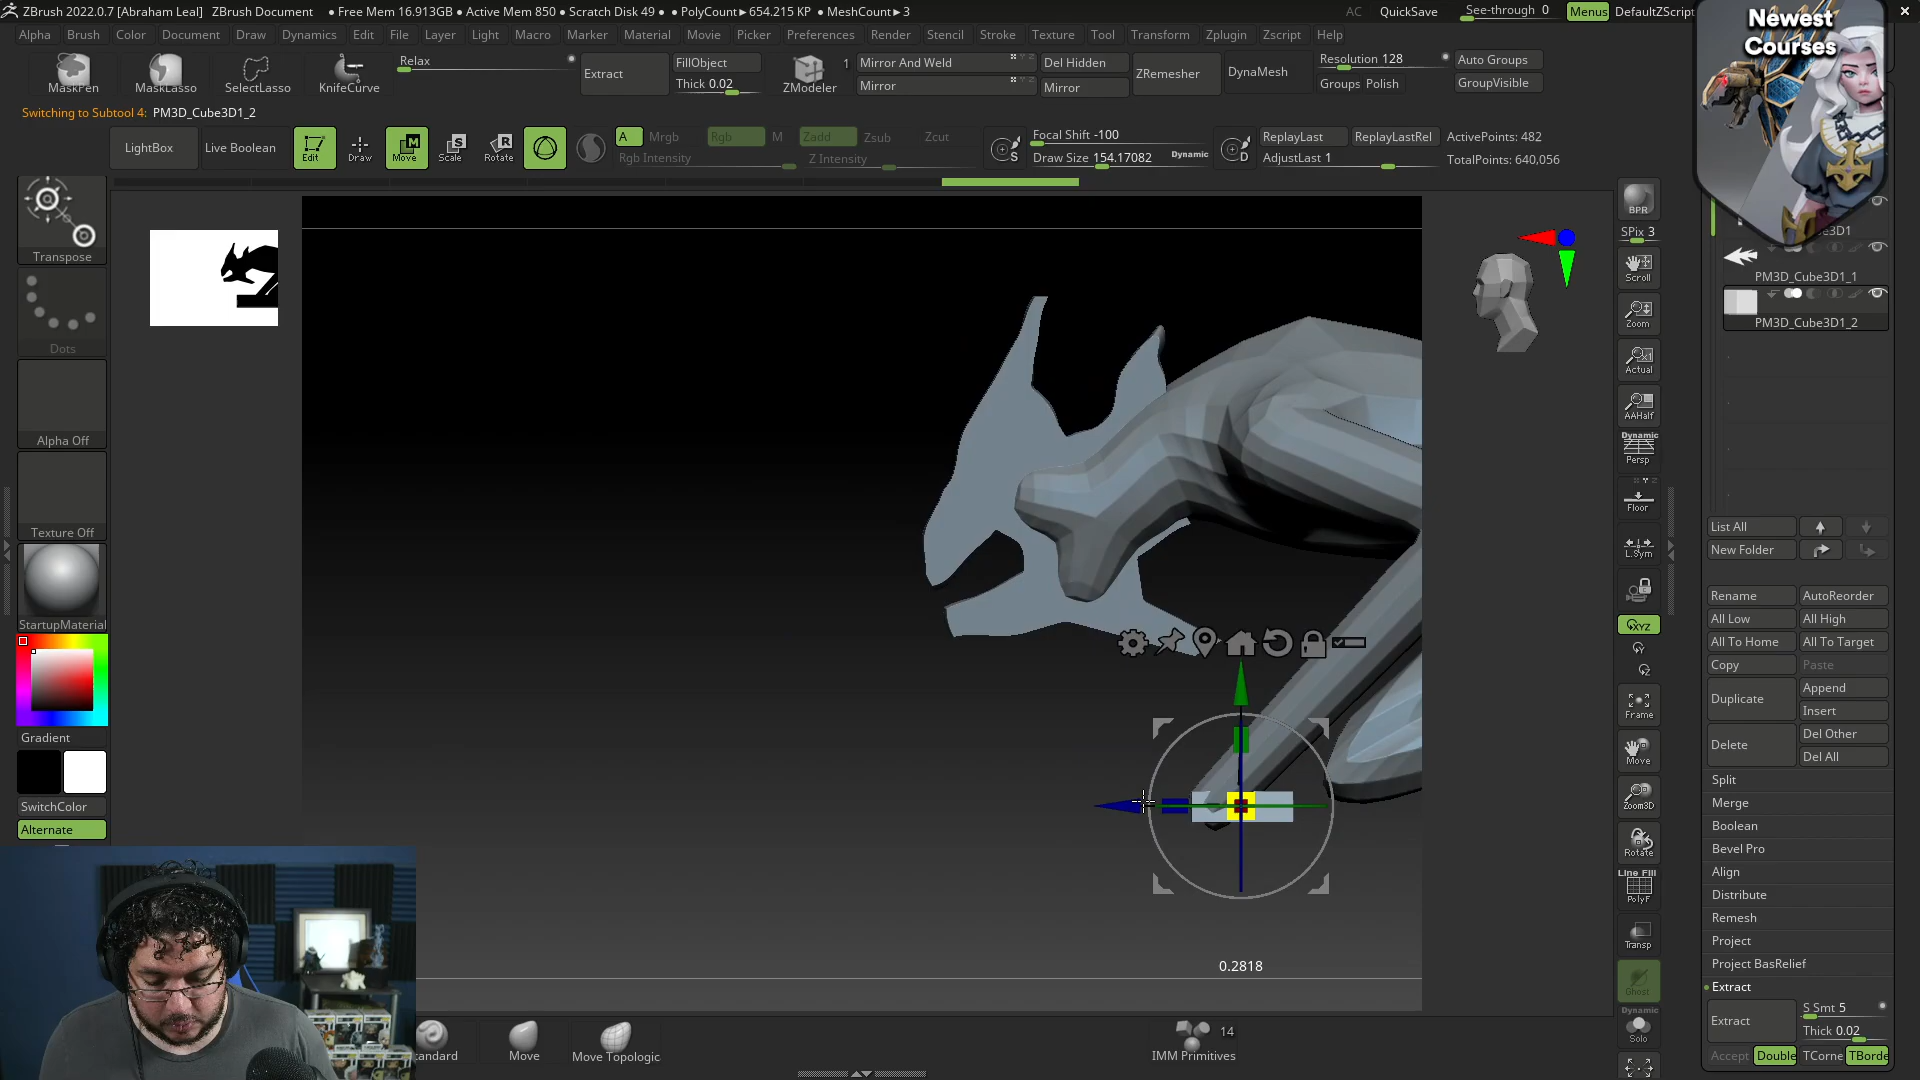 ZBrush 2022.0.7 [Abraham Leal] ZBrush Document • Free Mem 16.913GB • Active Mem 850 • Scratch Disk 49 • PolyCount► 654.215 KP • MeshCount► 3 AC QuickSave See-through 0 Menus DefaultZScript
Alpha Brush Color Document Draw Dynamics Edit File Layer Light Macro Marker Material Movie Picker Preferences Render Stencil Stroke Texture Tool Transform Zplugin Zscript Help
Newest
Courses
MaskPen MaskLasso SelectLasso KnifeCurve
Relax
Extract
FillObject
Thick 0.02
ZModeler
1
Mirror And Weld
Mirror
Del Hidden
Mirror
ZRemesher
DynaMesh
Resolution 128
Groups Polish
Auto Groups
GroupVisible
Switching to Subtool 4: PM3D_Cube3D1_2
LightBox Live Boolean Edit Draw Move Scale Rotate
A Mrgb Rgb M Zadd Zsub Zcut
Rgb Intensity Z Intensity
S
Focal Shift -100
Draw Size 154.17082 Dynamic
D
ReplayLast ReplayLastRel
AdjustLast 1
ActivePoints: 482
TotalPoints: 640,056
Transpose
Dots
Alpha Off
Texture Off
StartupMaterial
Gradient
SwitchColor
Alternate
0.2818
Standard
Move
Move Topologic
IMM Primitives
14
BPR
SPix 3
Scroll
Zoom
Actual
AAHalf
Dynamic
Persp
Floor
L.Sym
XYZ
Y
Z
Frame
Move
Zoom3D
Rotate
Line Fill
PolyF
Transp
Ghost
Dynamic
Solo
PM3D_Cube3D1_1
PM3D_Cube3D1_2
List All
New Folder
Rename AutoReorder
All Low All High
All To Home All To Target
Copy Paste
Duplicate Append
Insert
Delete Del Other
Del All
Split
Merge
Boolean
Bevel Pro
Align
Distribute
Remesh
Project
Project BasRelief
Extract
Extract S Smt 5
Thick 0.02
Accept Double TCorne TBorde